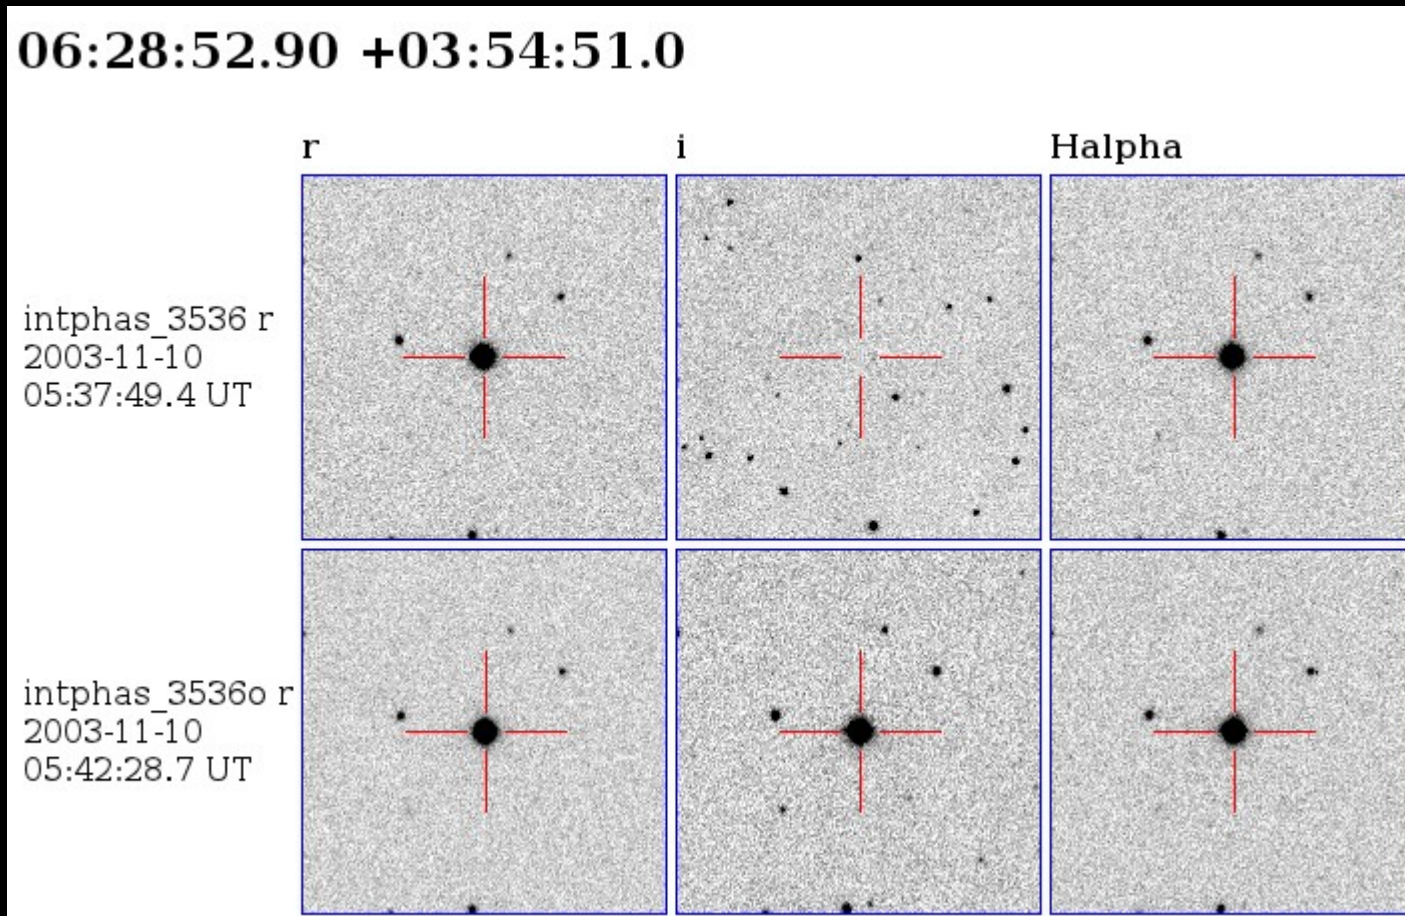 06:28:52.90 +03:54:51.0
r
i
Halpha
intphas_3536 r
2003-11-10
05:37:49.4 UT
intphas_3536o r
2003-11-10
05:42:28.7 UT